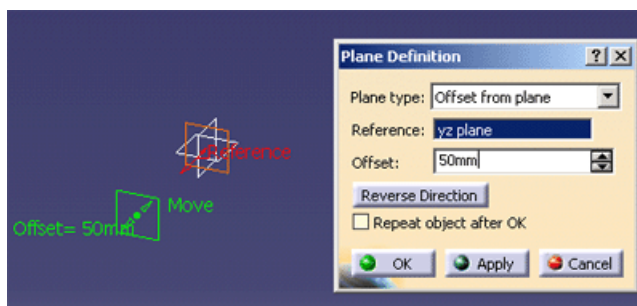 Reference
Move
Offset= 50mm
Plane Definition
? X
Plane type: Offset from plane
Reference: yz plane
Offset: 50mm
Reverse Direction
Repeat object after OK
OK Apply Cancel